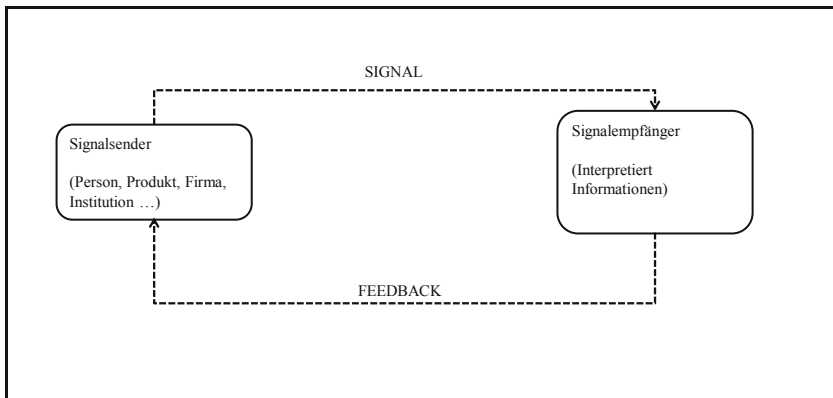 SIGNAL
Signalsender
(Person, Produkt, Firma,
Institution …)
Signalempfänger
(Interpretiert
Informationen)
FEEDBACK